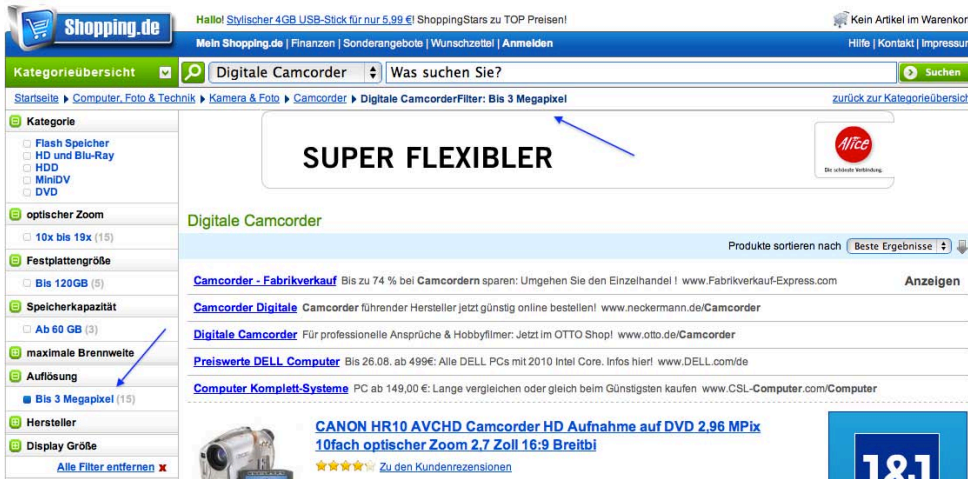 Shopping.de
Hallo! Stylischer 4GB USB-Stick für nur 5,99 €! ShoppingStars zu TOP Preisen!
Kein Artikel im Warenkor
Mein Shopping.de | Finanzen | Sonderangebote | Wunschzettel | Anmelden
Hilfe | Kontakt | Impressur
Kategorieübersicht
Digitale Camcorder
Was suchen Sie?
Suchen
Startseite Computer, Foto & Technik Kamera & Foto Camcorder Digitale CamcorderFilter: Bis 3 Megapixel
zurück zur Kategorieübersich
Kategorie
Flash Speicher
HD und Blu-Ray
HDD
MiniDV
DVD
optischer Zoom
10x bis 19x (15)
Festplattengröße
Bis 120GB (5)
Speicherkapazität
Ab 60 GB (3)
maximale Brennweite
Auflösung
Bis 3 Megapixel (15)
Hersteller
Display Größe
Alle Filter entfernen x
SUPER FLEXIBLER
Alice
Die schönste Verbindung.
Digitale Camcorder
Produkte sortieren nach Beste Ergebnisse
Camcorder - Fabrikverkauf Bis zu 74 % bei Camcordern sparen: Umgehen Sie den Einzelhandel ! www.Fabrikverkauf-Express.com
Anzeigen
Camcorder Digitale Camcorder führender Hersteller jetzt günstig online bestellen! www.neckermann.de/Camcorder
Digitale Camcorder Für professionelle Ansprüche & Hobbyfilmer: Jetzt im OTTO Shop! www.otto.de/Camcorder
Preiswerte DELL Computer Bis 26.08. ab 499€: Alle DELL PCs mit 2010 Intel Core. Infos hier! www.DELL.com/de
Computer Komplett-Systeme PC ab 149,00 €: Lange vergleichen oder gleich beim Günstigsten kaufen www.CSL-Computer.com/Computer
CANON HR10 AVCHD Camcorder HD Aufnahme auf DVD 2,96 MPix
10fach optischer Zoom 2,7 Zoll 16:9 Breitbi
Zu den Kundenrezensionen
1&1